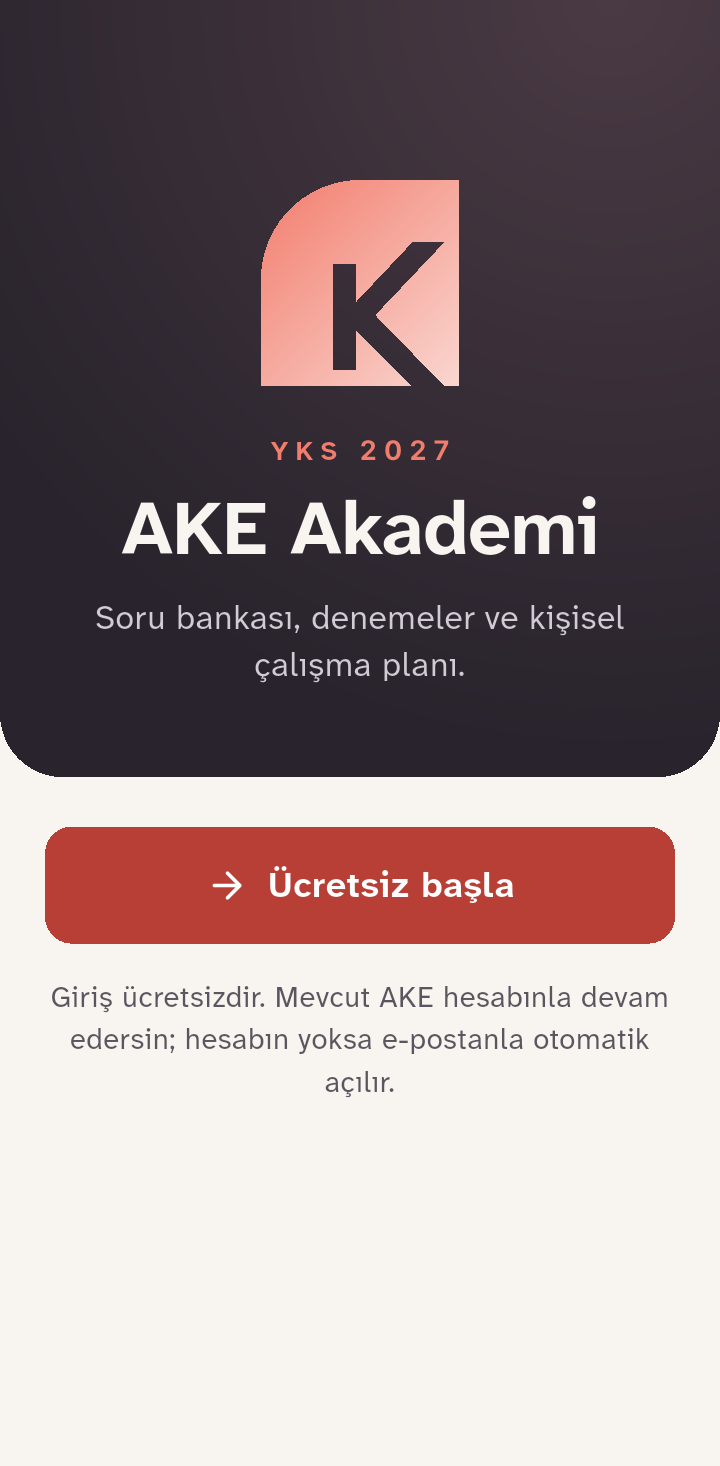 K
YKS 2027
AKE Akademi
Soru bankası, denemeler ve kişisel
çalışma planı.
Ücretsiz başla
Giriş ücretsizdir. Mevcut AKE hesabınla devam
edersin; hesabın yoksa e-postanla otomatik
açılır.